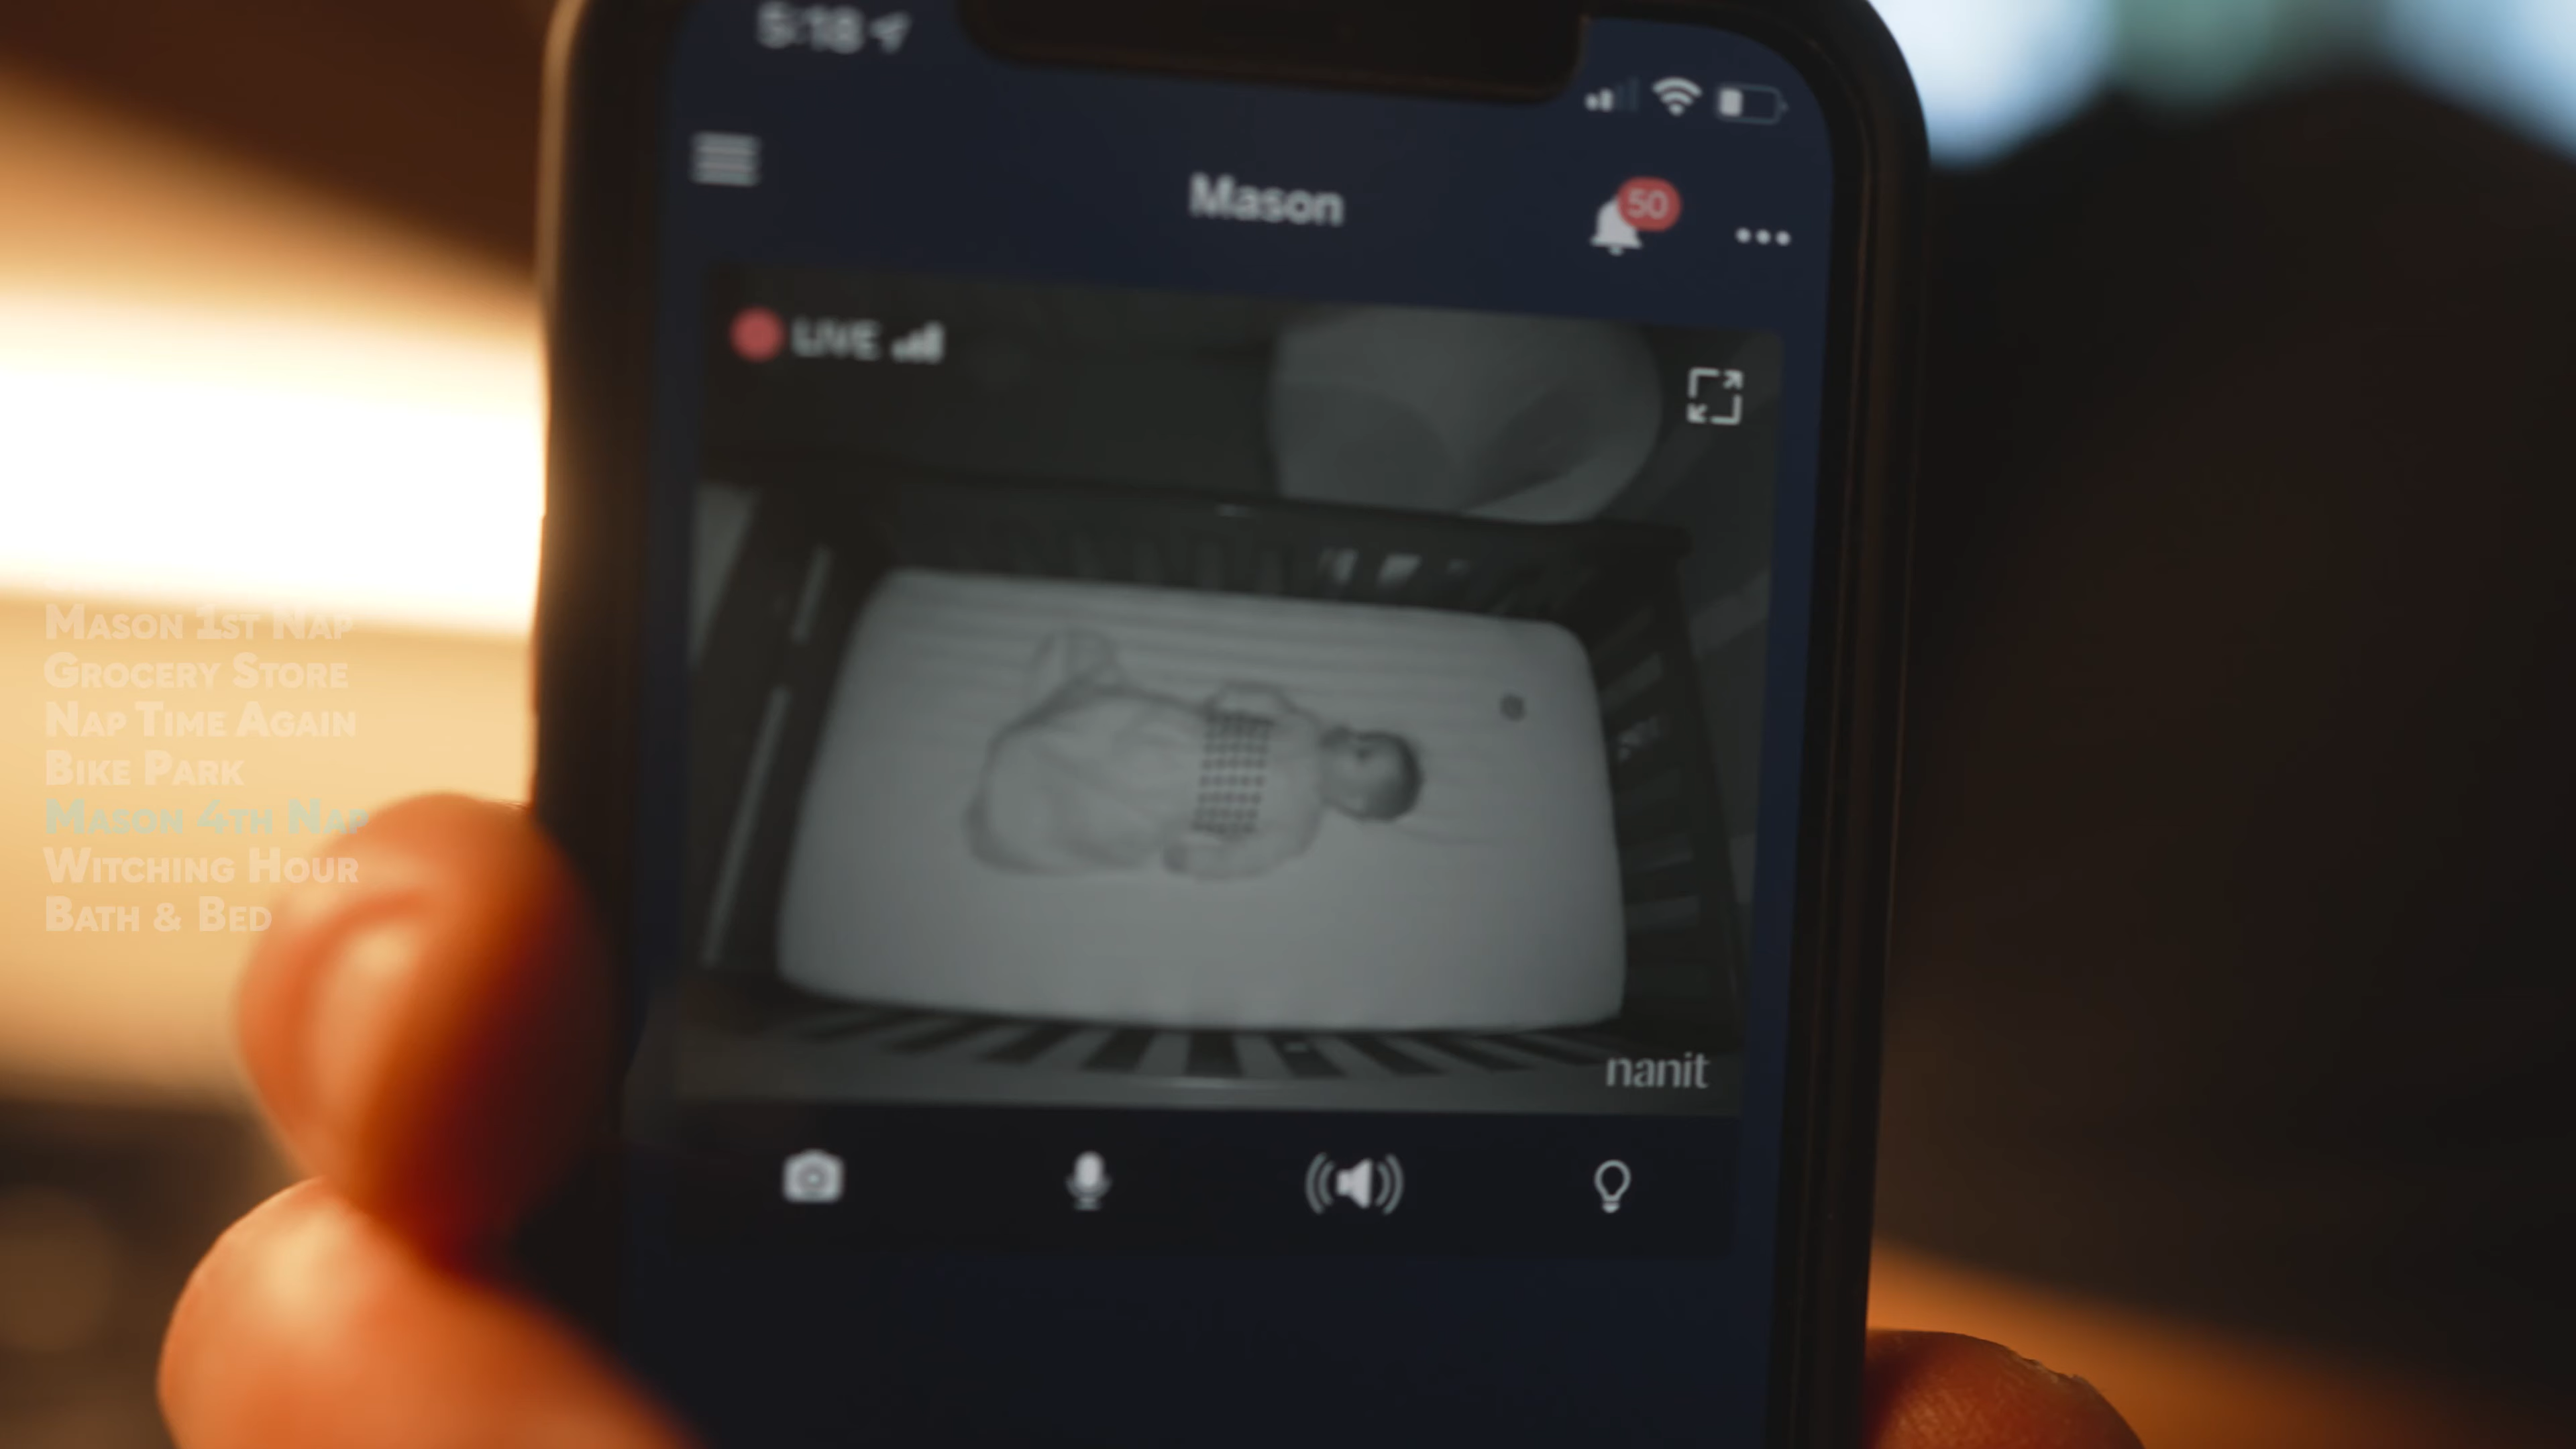 5:18
Mason
50
LIVE
nanit
Mason 1st Nap
Grocery Store
Nap Time Again
Bike Park
Mason 4th Nap
Witching Hour
Bath & Bed